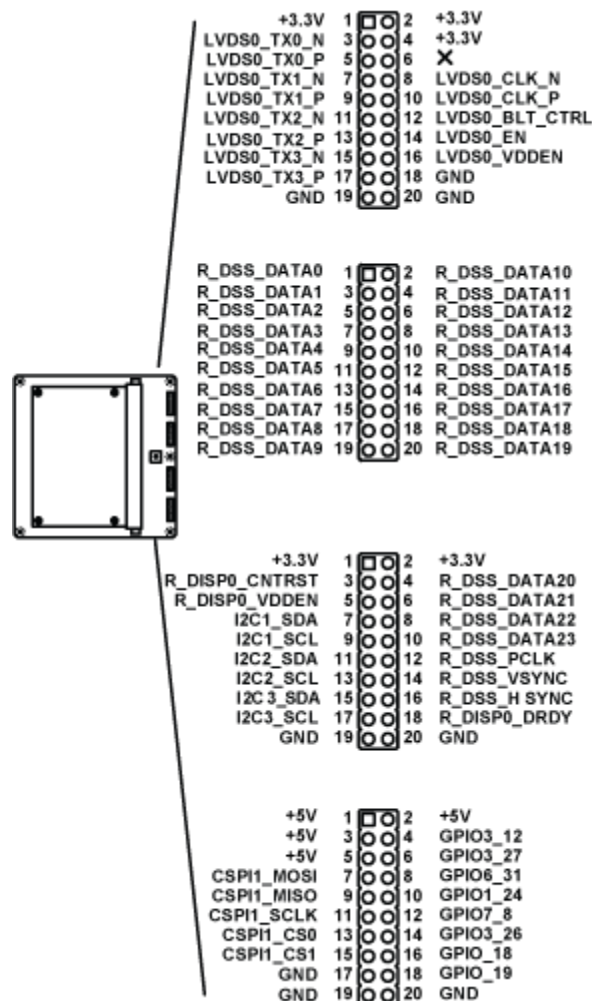 +3.3V 1 2 +3.3V
LVDS0_TX0_N 3 4 +3.3V
LVDS0_TX0_P 5 6 X
LVDS0_TX1_N 7 8 LVDS0_CLK_N
LVDS0_TX1_P 9 10 LVDS0_CLK_P
LVDS0_TX2_N 11 12 LVDS0_BLT_CTRL
LVDS0_TX2_P 13 14 LVDS0_EN
LVDS0_TX3_N 15 16 LVDS0_VDDEN
LVDS0_TX3_P 17 18 GND
GND 19 20 GND
R_DSS_DATA0 1 2 R_DSS_DATA10
R_DSS_DATA1 3 4 R_DSS_DATA11
R_DSS_DATA2 5 6 R_DSS_DATA12
R_DSS_DATA3 7 8 R_DSS_DATA13
R_DSS_DATA4 9 10 R_DSS_DATA14
R_DSS_DATA5 11 12 R_DSS_DATA15
R_DSS_DATA6 13 14 R_DSS_DATA16
R_DSS_DATA7 15 16 R_DSS_DATA17
R_DSS_DATA8 17 18 R_DSS_DATA18
R_DSS_DATA9 19 20 R_DSS_DATA19
+3.3V 1 2 +3.3V
R_DISP0_CNTRST 3 4 R_DSS_DATA20
R_DISP0_VDDEN 5 6 R_DSS_DATA21
I2C1_SDA 7 8 R_DSS_DATA22
I2C1_SCL 9 10 R_DSS_DATA23
I2C2_SDA 11 12 R_DSS_PCLK
I2C2_SCL 13 14 R_DSS_VSYNC
I2C3_SDA 15 16 R_DSS_H SYNC
I2C3_SCL 17 18 R_DISP0_DRDY
GND 19 20 GND
+5V 1 2 +5V
+5V 3 4 GPIO3_12
+5V 5 6 GPIO3_27
CSPI1_MOSI 7 8 GPIO6_31
CSPI1_MISO 9 10 GPIO1_24
CSPI1_SCLK 11 12 GPIO7_8
CSPI1_CS0 13 14 GPIO3_26
CSPI1_CS1 15 16 GPIO_18
GND 17 18 GPIO_19
GND 19 20 GND